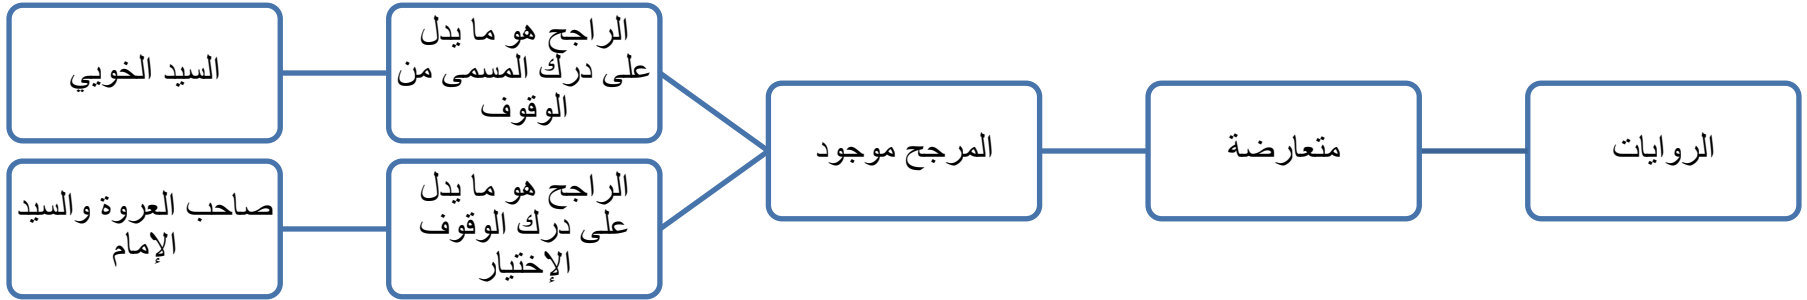 الروايات
متعارضة
المرجح موجود
الراجح هو ما يدل
على درك المسمى من
الوقوف
السيد الخويي
الراجح هو ما يدل
على درك الوقوف
الإختيار
صاحب العروة والسيد
الإمام